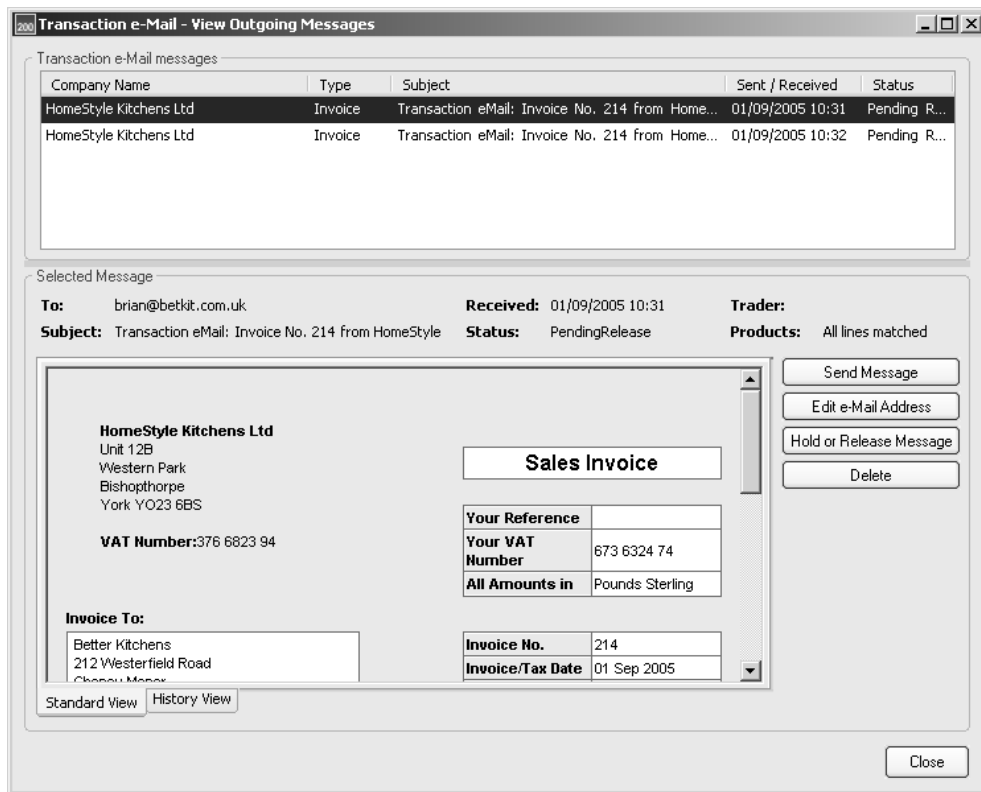 200 Transaction e-Mail - View Outgoing Messages
Transaction e-Mail messages
Company Name Type Subject Sent / Received Status
HomeStyle Kitchens Ltd Invoice Transaction eMail: Invoice No. 214 from Home... 01/09/2005 10:31 Pending R...
HomeStyle Kitchens Ltd Invoice Transaction eMail: Invoice No. 214 from Home... 01/09/2005 10:32 Pending R...
Selected Message
To: brian@betkit.com.uk Received: 01/09/2005 10:31 Trader:
Subject: Transaction eMail: Invoice No. 214 from HomeStyle Status: PendingRelease Products: All lines matched
Send Message
Edit e-Mail Address
Hold or Release Message
Delete
HomeStyle Kitchens Ltd
Unit 12B
Western Park
Bishopthorpe
York YO23 6BS
VAT Number:376 6823 94
Sales Invoice
Your Reference
Your VAT Number 673 6324 74
All Amounts in Pounds Sterling
Invoice To:
Better Kitchens
212 Westerfield Road
Invoice No. 214
Invoice/Tax Date 01 Sep 2005
Standard View History View
Close